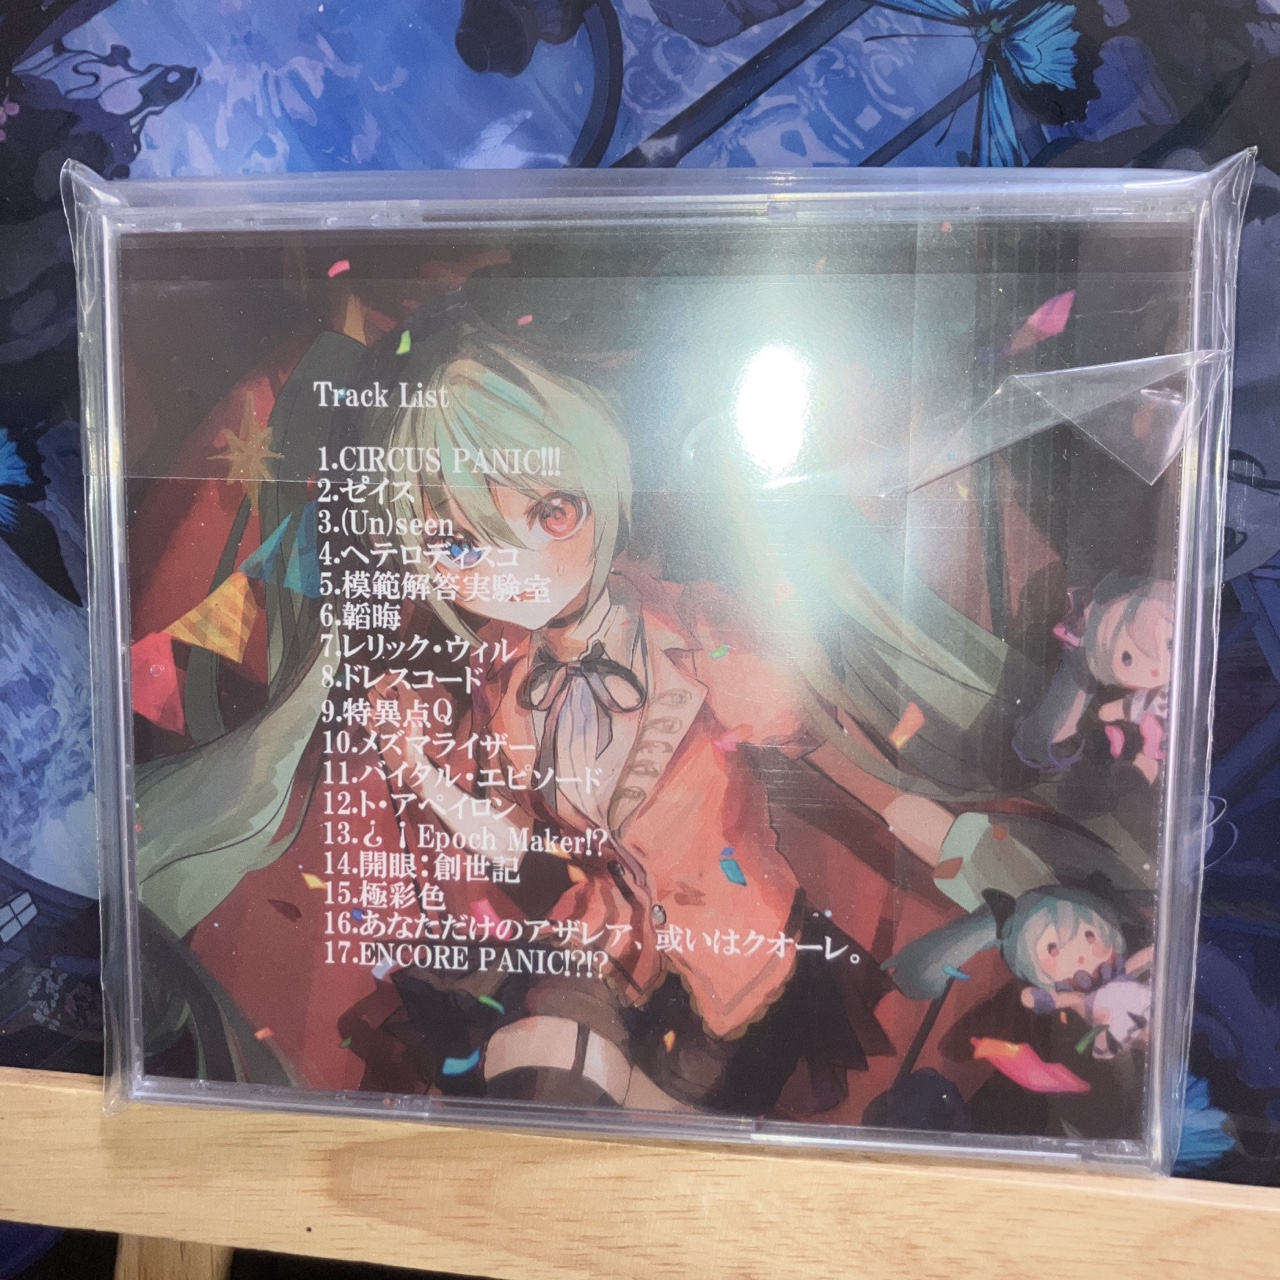 Track List
1.CIRCUS PANIC!!!
2.ゼイス
3.(Un)seen
4.ヘテロディスコ
5.模範解答実験室
6.韜晦
7.レリック・ウィル
8.ドレスコード
9.特異点Q
10.メズマライザー
11.バイタル・エピソード
12.ト・アペイロン
13.¿ ¡ Epoch Maker!?
14.開眼：創世記
15.極彩色
16.あなただけのアザレア、或いはクオーレ。
17.ENCORE PANIC!?!?